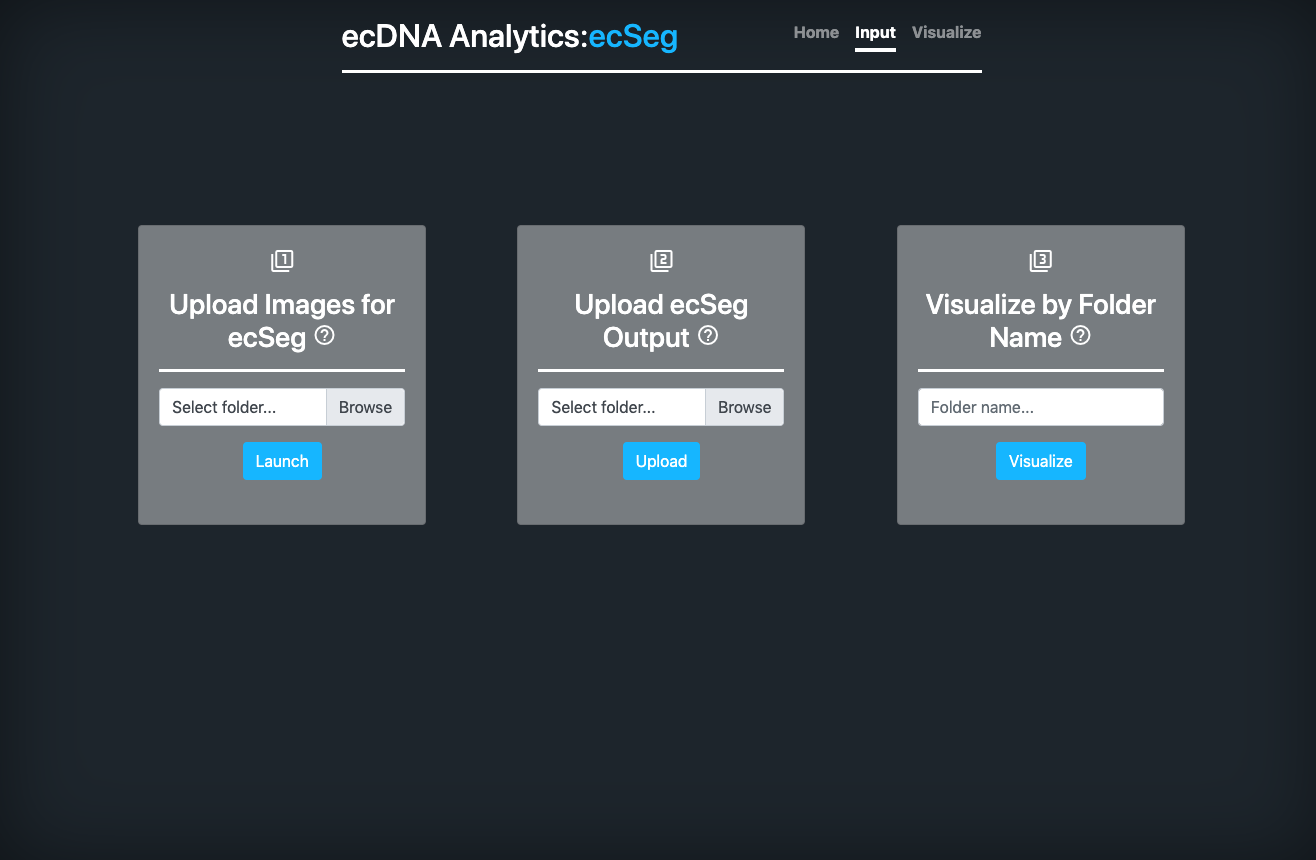 ecDNA Analytics:ecSeg
Home Input Visualize
1
Upload Images for
ecSeg ?
Select folder... Browse
Launch
2
Upload ecSeg
Output ?
Select folder... Browse
Upload
3
Visualize by Folder
Name ?
Folder name...
Visualize